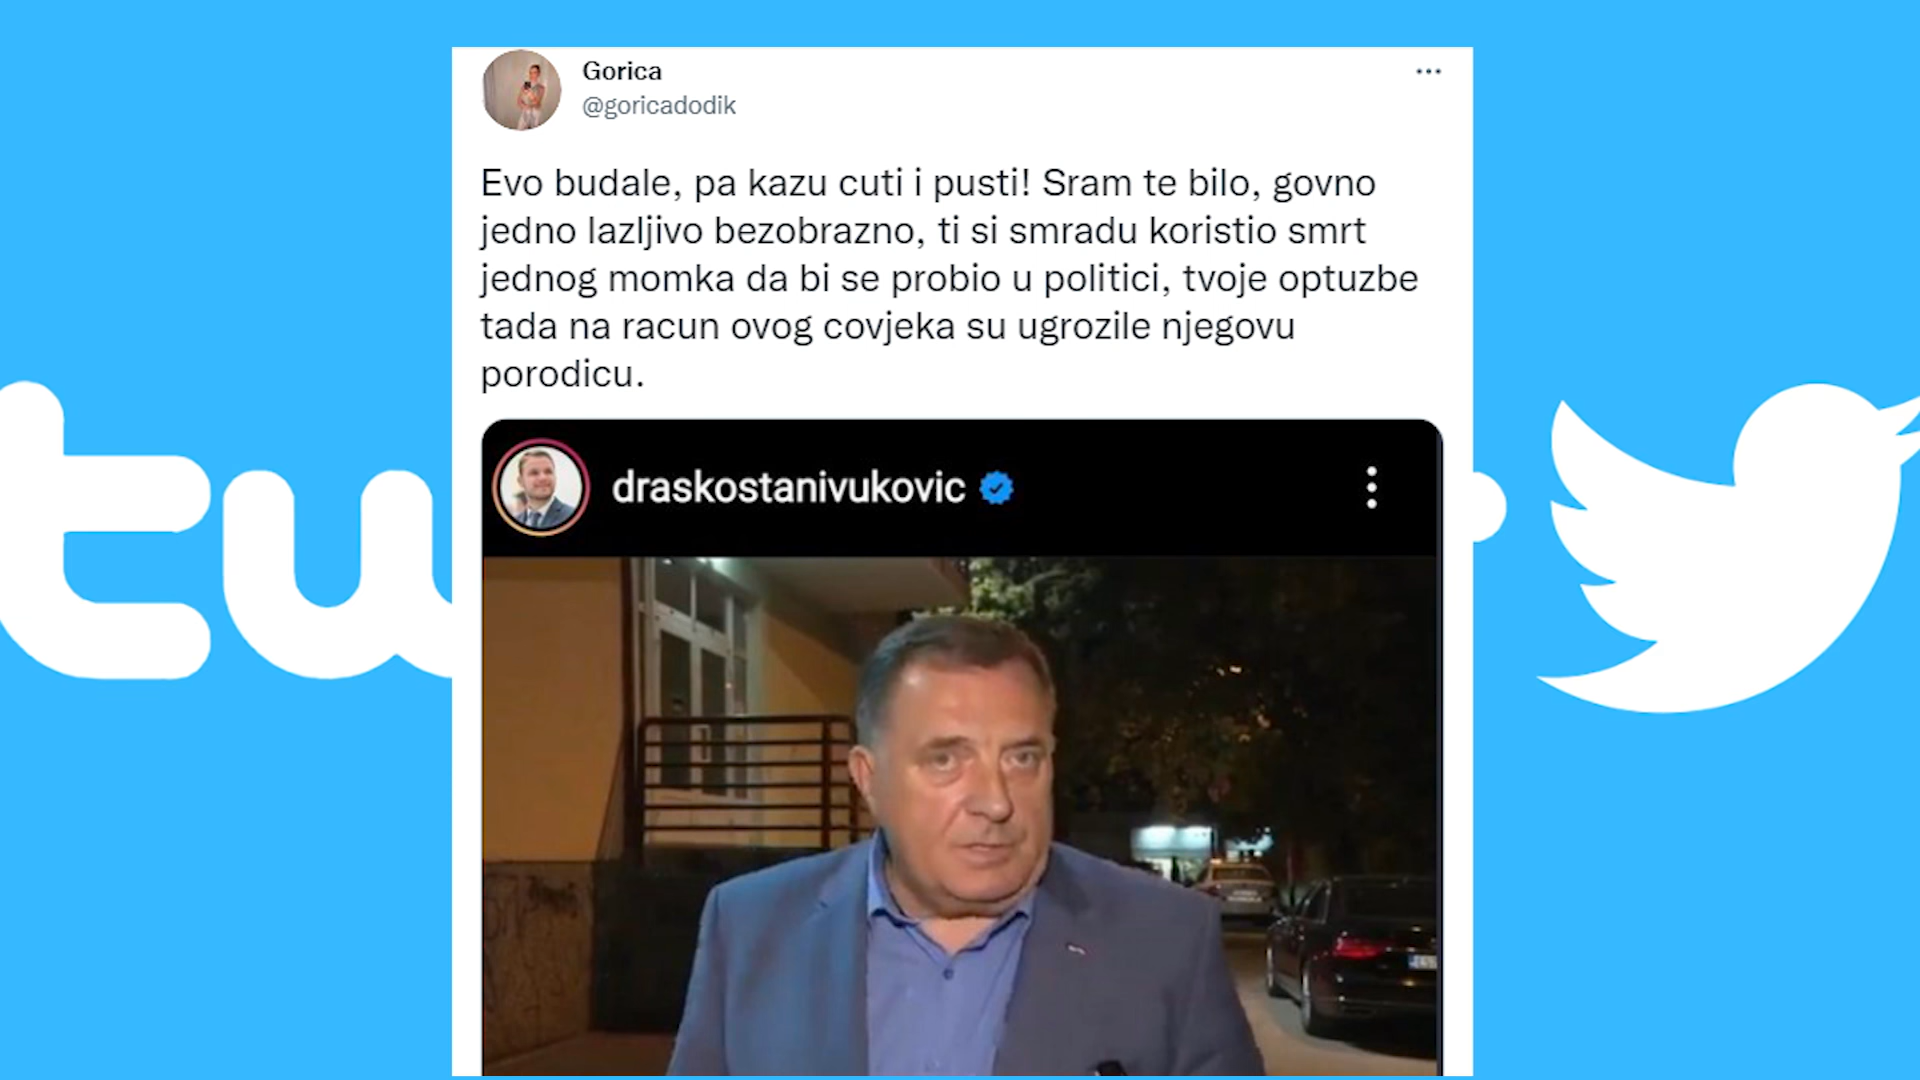 Gorica
@goricadodik
Evo budale, pa kazu cuti i pusti! Sram te bilo, govno
jedno lazljivo bezobrazno, ti si smradu koristio smrt
jednog momka da bi se probio u politici, tvoje optuzbe
tada na racun ovog covjeka su ugrozile njegovu
porodicu.
draskostanivukovic
tw